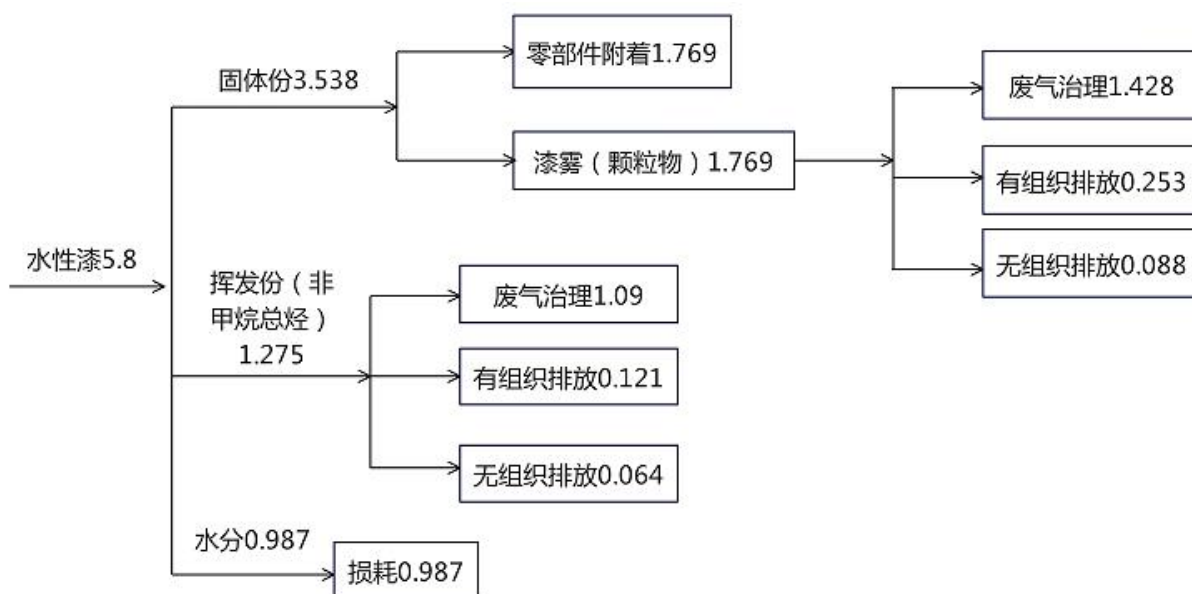 水性漆5.8
固体份3.538
零部件附着1.769
漆雾（颗粒物）1.769
废气治理1.428
有组织排放0.253
无组织排放0.088
挥发份（非
甲烷总烃）
1.275
废气治理1.09
有组织排放0.121
无组织排放0.064
水分0.987
损耗0.987